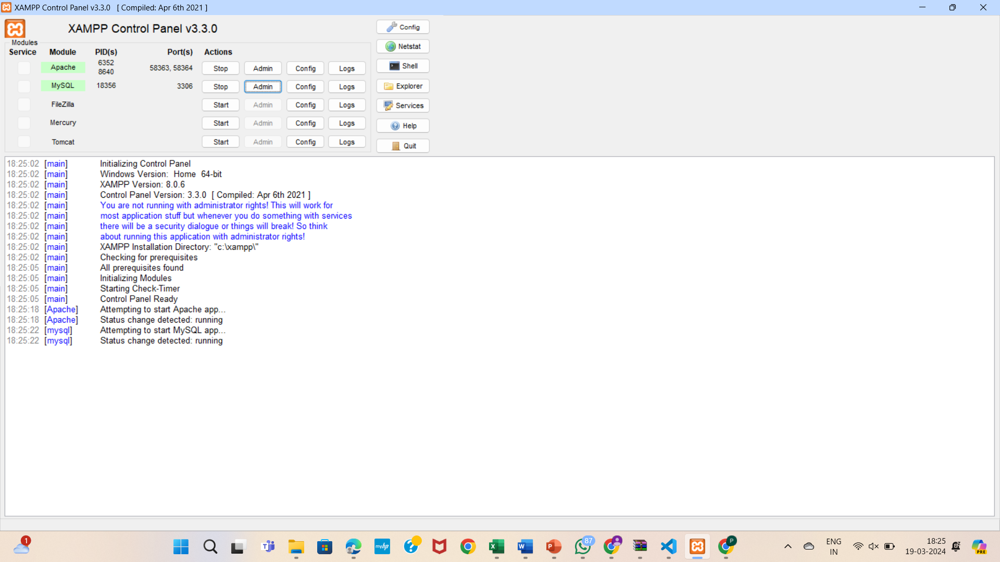 XAMPP Control Panel v3.3.0 [ Compiled: Apr 6th 2021 ]
XAMPP Control Panel v3.3.0
Modules
Service Module PID(s) Port(s) Actions
Apache 6352 8640 58363, 58364 Stop Admin Config Logs
MySQL 18356 3306 Stop Admin Config Logs
FileZilla Start Admin Config Logs
Mercury Start Admin Config Logs
Tomcat Start Admin Config Logs
Config
Netstat
Shell
Explorer
Services
Help
Quit
18:25:02 [main] Initializing Control Panel
18:25:02 [main] Windows Version: Home 64-bit
18:25:02 [main] XAMPP Version: 8.0.6
18:25:02 [main] Control Panel Version: 3.3.0 [ Compiled: Apr 6th 2021 ]
18:25:02 [main] You are not running with administrator rights! This will work for
18:25:02 [main] most application stuff but whenever you do something with services
18:25:02 [main] there will be a security dialogue or things will break! So think
18:25:02 [main] about running this application with administrator rights!
18:25:02 [main] XAMPP Installation Directory: "c:\xampp\"
18:25:02 [main] Checking for prerequisites
18:25:05 [main] All prerequisites found
18:25:05 [main] Initializing Modules
18:25:05 [main] Starting Check-Timer
18:25:05 [main] Control Panel Ready
18:25:18 [Apache] Attempting to start Apache app...
18:25:18 [Apache] Status change detected: running
18:25:22 [mysql] Attempting to start MySQL app...
18:25:22 [mysql] Status change detected: running
1
myhp
87
P
ENG
IN
18:25
19-03-2024
PRE